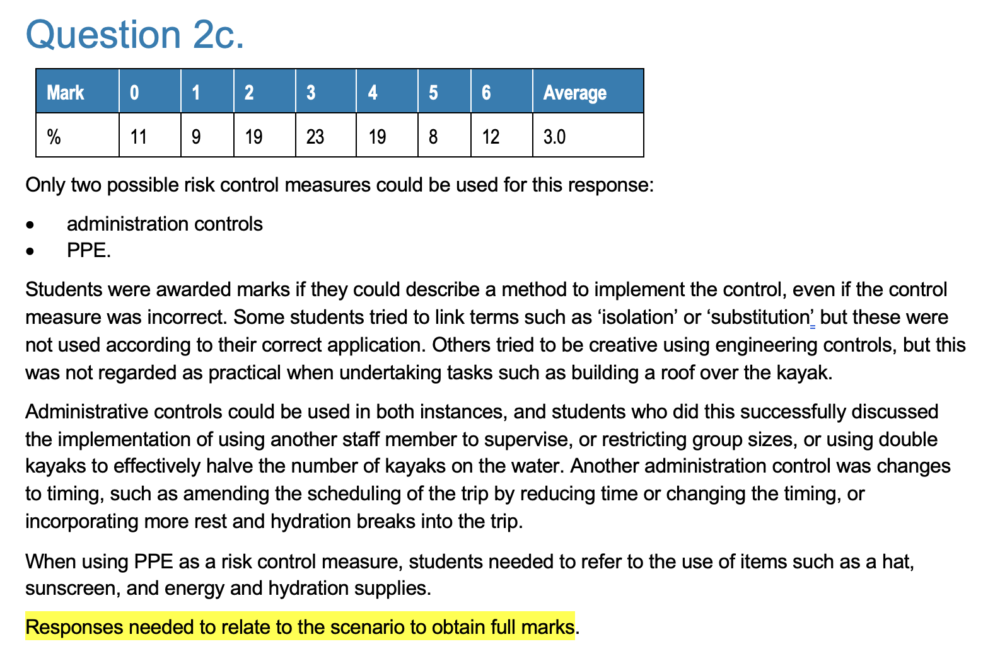 Question 2c.
Mark 0 1 2 3 4 5 6 Average
% 11 9 19 23 19 8 12 3.0
Only two possible risk control measures could be used for this response:
• administration controls
• PPE.
Students were awarded marks if they could describe a method to implement the control, even if the control
measure was incorrect. Some students tried to link terms such as ‘isolation’ or ‘substitution’ but these were
not used according to their correct application. Others tried to be creative using engineering controls, but this
was not regarded as practical when undertaking tasks such as building a roof over the kayak.
Administrative controls could be used in both instances, and students who did this successfully discussed
the implementation of using another staff member to supervise, or restricting group sizes, or using double
kayaks to effectively halve the number of kayaks on the water. Another administration control was changes
to timing, such as amending the scheduling of the trip by reducing time or changing the timing, or
incorporating more rest and hydration breaks into the trip.
When using PPE as a risk control measure, students needed to refer to the use of items such as a hat,
sunscreen, and energy and hydration supplies.
Responses needed to relate to the scenario to obtain full marks.